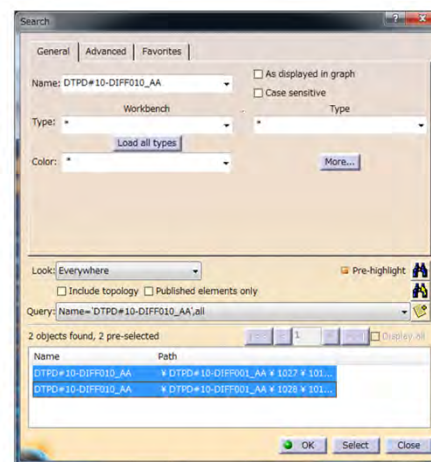 Search
General Advanced Favorites
Name: DTPD#10-DIFF010_AA
As displayed in graph
Case sensitive
Workbench Type
Type: * *
Load all types
Color: * More...
Look: Everywhere Pre-highlight
Include topology Published elements only
Query: Name='DTPD#10-DIFF010_AA',all
2 objects found, 2 pre-selected 1 Display all
Name Path
DTPD#10-DIFF010_AA ¥ DTPD#10-DIFF001_AA ¥ 1027 ¥ 101...
DTPD#10-DIFF010_AA ¥ DTPD#10-DIFF001_AA ¥ 1028 ¥ 101...
OK Select Close